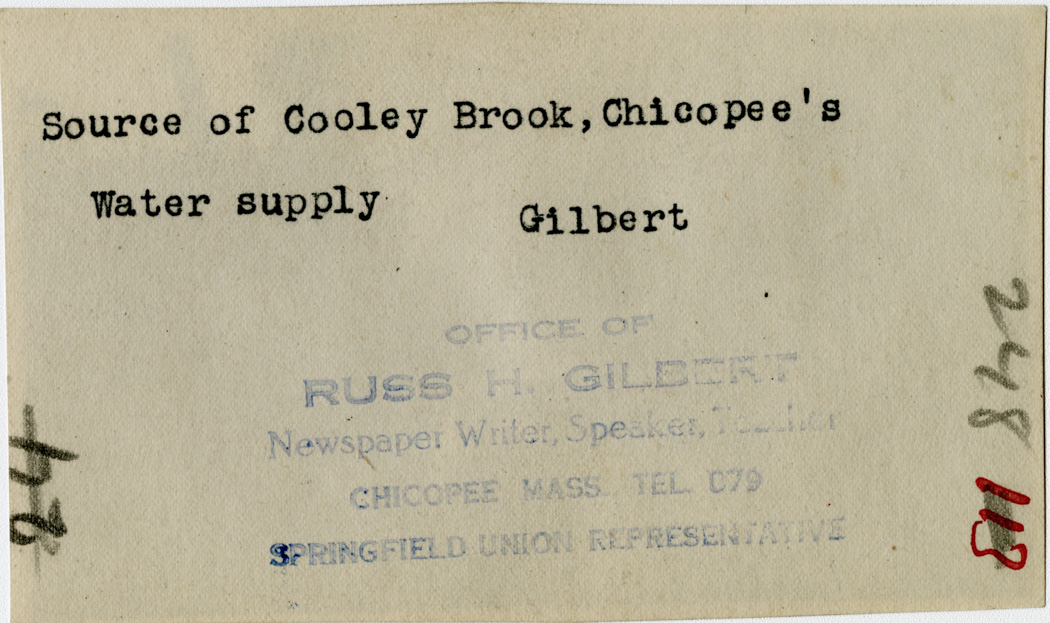 Source of Cooley Brook,Chicopee's
Water supply
Gilbert
OFFICE OF
RUSS H. GILBERT
Newspaper Writer, Speaker, Teacher
CHICOPEE MASS. TEL. 079
SPRINGFIELD UNION REPRESENTATIVE
248